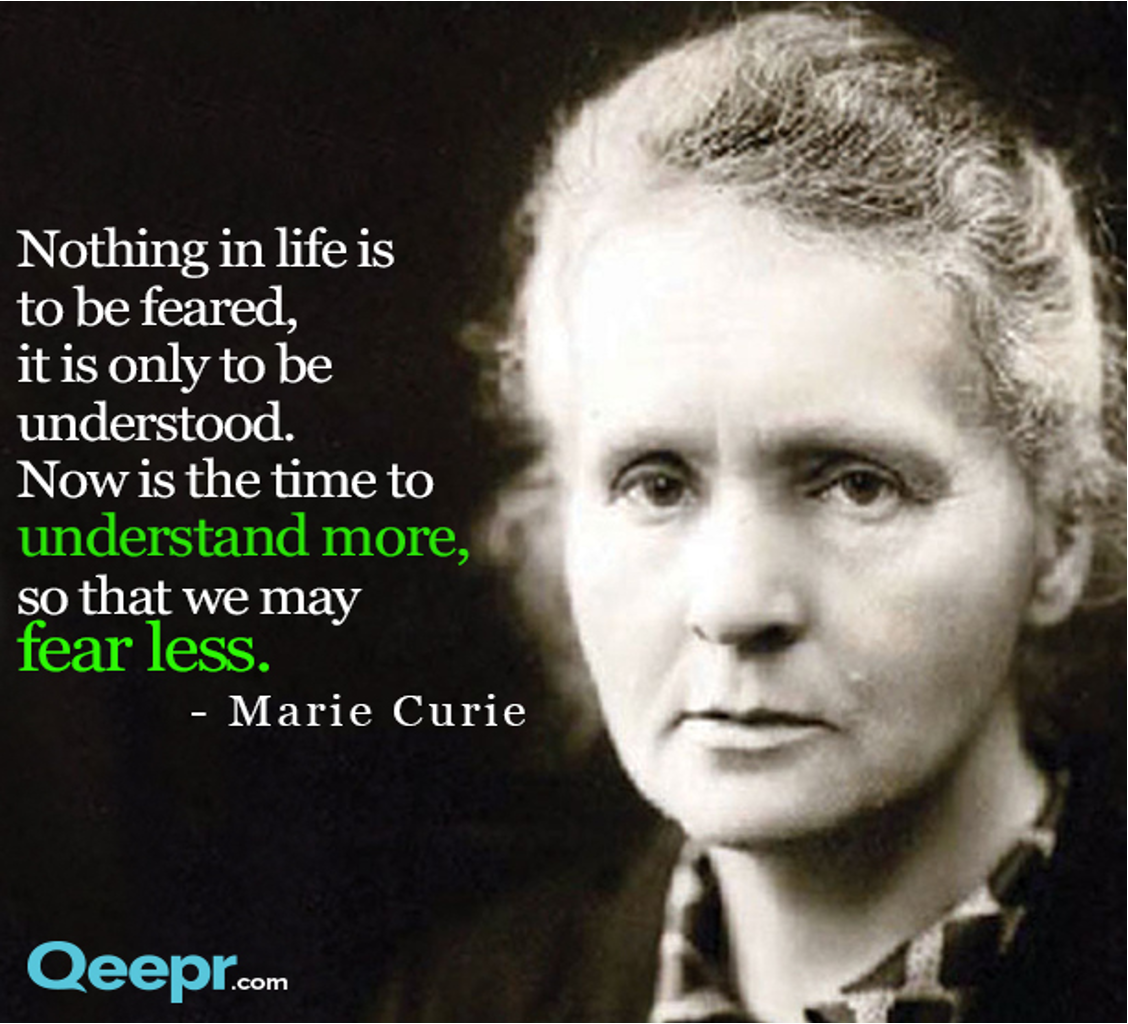 Nothing in life is
to be feared,
it is only to be
understood.
Now is the time to
understand more,
so that we may
fear less.
- Marie Curie
Qeepr.com